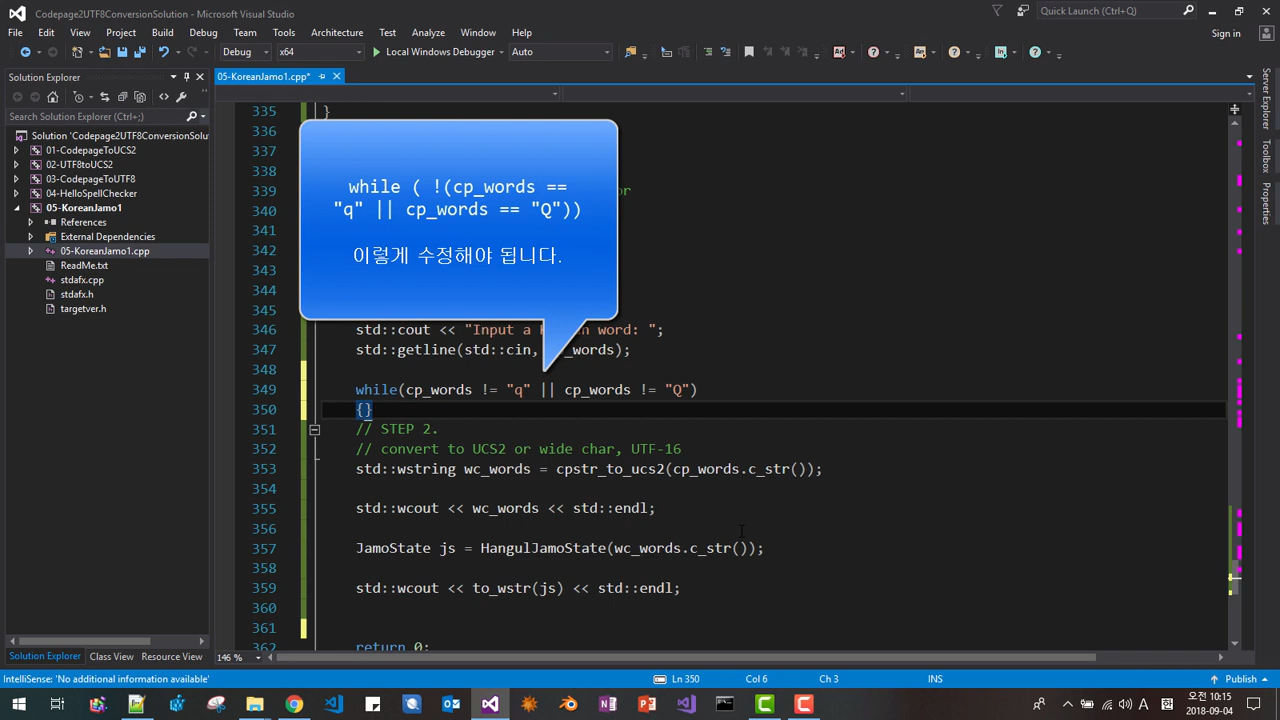 Codepage2UTF8ConversionSolution - Microsoft Visual Studio
Quick Launch (Ctrl+Q)
File Edit View Project Build Debug Team Tools Architecture Test Analyze Window Help
Sign in
Debug x64 Local Windows Debugger Auto
Solution Explorer
05-KoreanJamo1.cpp*
Search Solution Explorer (Ctrl+;)
Solution 'Codepage2UTF8ConversionSolu
01-CodepageToUCS2
02-UTF8toUCS2
03-CodepageToUTF8
04-HelloSpellChecker
05-KoreanJamo1
References
External Dependencies
05-KoreanJamo1.cpp
ReadMe.txt
stdafx.cpp
stdafx.h
targetver.h
Solution Explorer Class View Resource View
335 }
336
337
338
339 or
340
341
342
343
344
345
346 std::cout << "Input a K n word: ";
347 std::getline(std::cin, _words);
348
349 while(cp_words != "q" || cp_words != "Q")
350 {}
351 // STEP 2.
352 // convert to UCS2 or wide char, UTF-16
353 std::wstring wc_words = cpstr_to_ucs2(cp_words.c_str());
354
355 std::wcout << wc_words << std::endl;
356
357 JamoState js = HangulJamoState(wc_words.c_str());
358
359 std::wcout << to_wstr(js) << std::endl;
360
361
362 return 0;
while ( !(cp_words ==
"q" || cp_words == "Q"))
이렇게 수정해야 됩니다.
Server Explorer
Toolbox
Properties
146 %
IntelliSense: 'No additional information available' Ln 350 Col 6 Ch 3 INS Publish
A 한 오전 10:15
2018-09-04